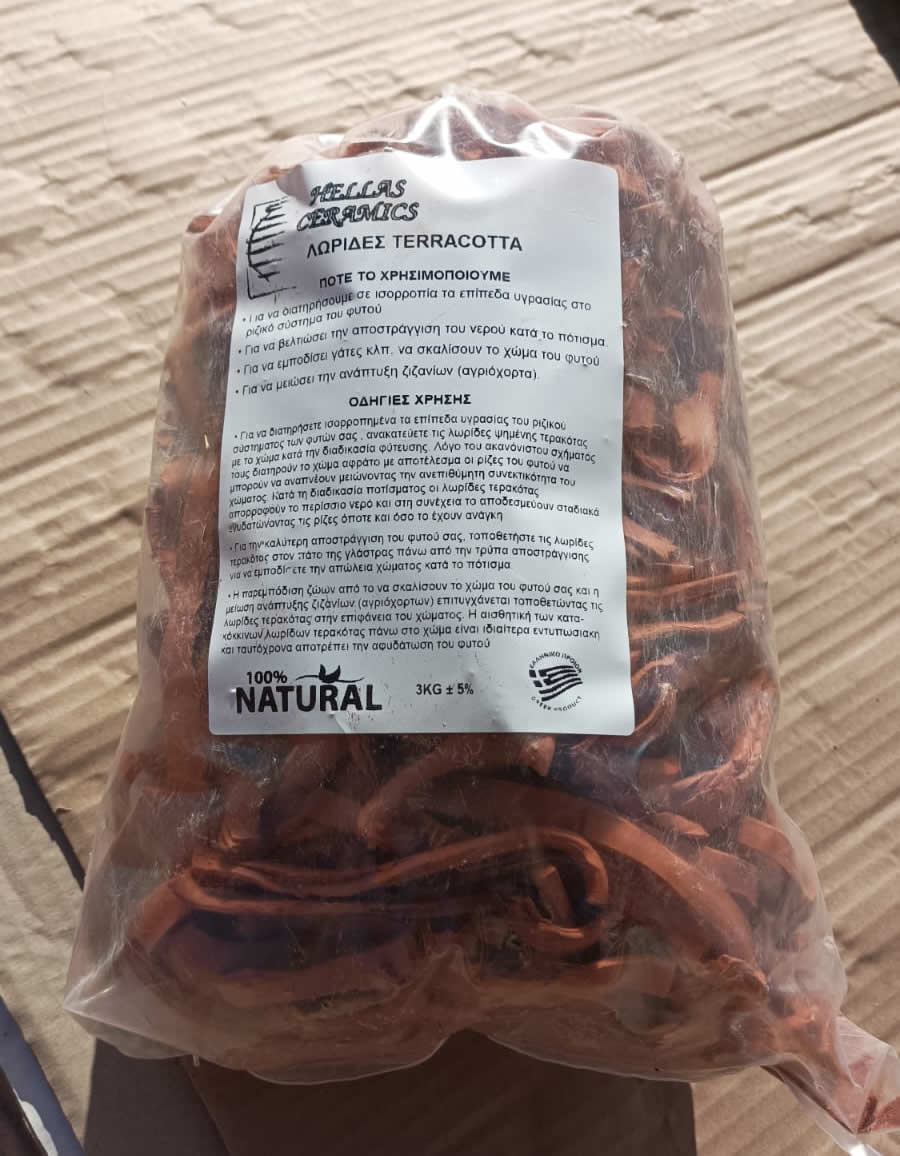 HELLAS
CERAMICS
ΛΩΡΙΔΕΣ TERRACOTTA
ΠΟΤΕ ΤΟ ΧΡΗΣΙΜΟΠΟΙΟΥΜΕ
• Για να διατηρήσουμε σε ισορροπία τα επίπεδα υγρασίας στο
ριζικό σύστημα του φυτού
• Για να βελτιώσει την αποστράγγιση του νερού κατά το πότισμα.
• Για να εμποδίσει γάτες κλπ. να σκαλίσουν το χώμα του φυτού
• Για να μειώσει την ανάπτυξη ζιζανίων (αγριόχορτα).
ΟΔΗΓΙΕΣ ΧΡΗΣΗΣ
• Για να διατηρήσετε ισορροπημένα τα επίπεδα υγρασίας του ριζικού
συστήματος των φυτών σας , ανακατεύετε τις λωρίδες ψημένης τερακότας
με το χώμα κατά την διαδικασία φύτευσης. Λόγο του ακανόνιστου σχήματός
τους διατηρούν το χώμα αφράτο με αποτέλεσμα οι ρίζες του φυτού να
μπορούν να αναπνέουν μειώνοντας την ανεπιθύμητη συνεκτικότητα του
χώματος. Κατά τη διαδικασία ποτίσματος οι λωρίδες τερακότας
απορροφούν το περίσσιο νερό και στη συνέχεια το αποδεσμεύουν σταδιακά
ενυδατώνοντας τις ρίζες όποτε και όσο το έχουν ανάγκη
• Για την καλύτερη αποστράγγιση του φυτού σας, τοποθετήστε τις λωρίδες
τερακότας στον πάτο της γλάστρας πάνω από την τρύπα αποστράγγισης
για να εμποδίσετε την απώλεια χώματος κατά το πότισμα.
• Η παρεμπόδιση ζώων από το να σκαλίσουν το χώμα του φυτού σας και η
μείωση ανάπτυξης ζιζανίων (αγριόχορτων) επιτυγχάνεται τοποθετώντας τις
λωρίδες τερακότας στην επιφάνεια του χώματος. Η αισθητική των κατα-
κόκκινων λωρίδων τερακότας πάνω στο χώμα είναι ιδιαίτερα εντυπωσιακη
και ταυτόχρονα αποτρέπει την αφυδάτωση του φυτού
100%
NATURAL
3KG ± 5%
ΕΛΛΗΝΙΚΟ ΠΡΟΪΟΝ
GREEK PRODUCT